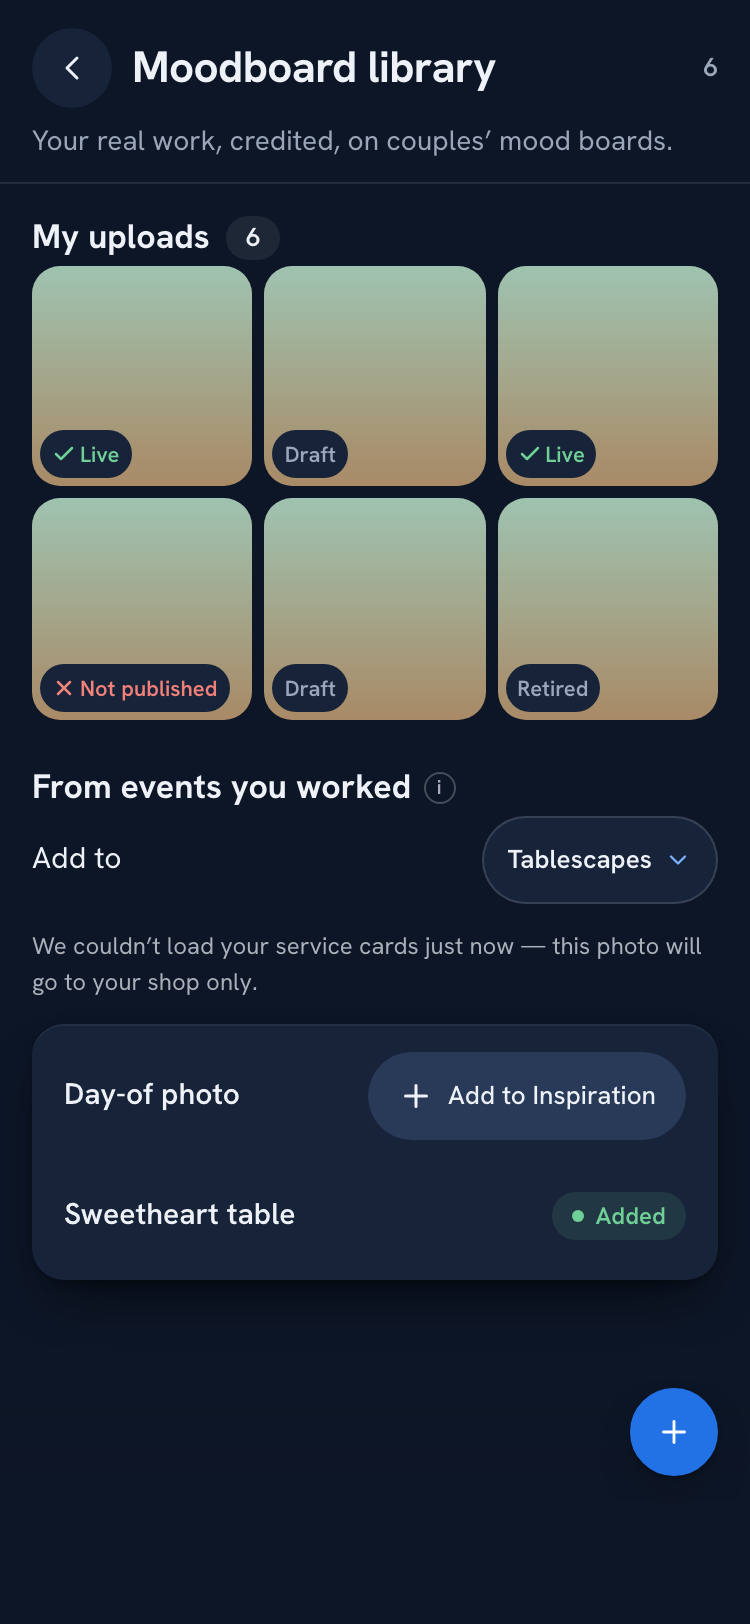 Moodboard library
6
Your real work, credited, on couples’ mood boards.
My uploads 6
Live
Draft
Live
Not published
Draft
Retired
From events you worked
i
Add to
Tablescapes
We couldn’t load your service cards just now — this photo will
go to your shop only.
Day-of photo
Add to Inspiration
Sweetheart table
Added